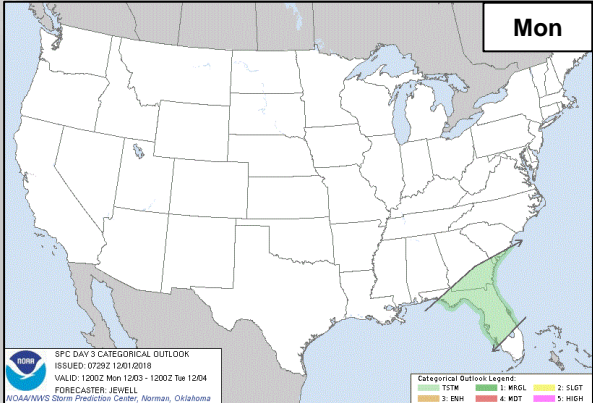 Mon
NOAA
SPC DAY 3 CATEGORICAL OUTLOOK
ISSUED: 0729Z 12/01/2018
VALID: 1200Z Mon 12/03 - 1200Z Tue 12/04
FORECASTER: JEWELL
NOAA/NWS Storm Prediction Center, Norman, Oklahoma
Categorical Outlook Legend:
TSTM 1: MRGL 2: SLGT
3: ENH 4: MDT 5: HIGH